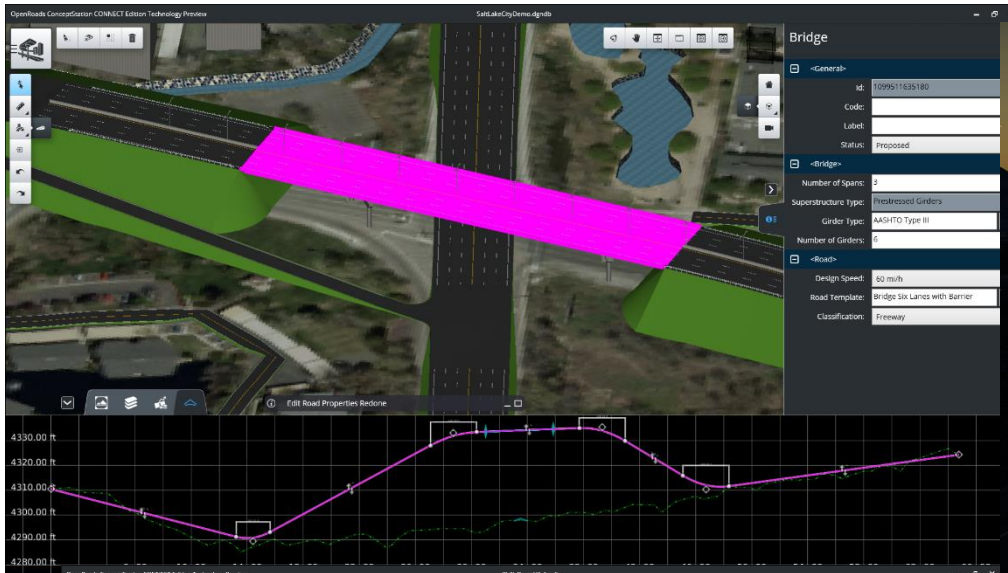 OpenRoads ConceptStation CONNECT Edition Technology Preview
SaltLakeCityDemo.dgndb
Bridge
<General>
Id: 1099511635180
Code:
Label:
Status: Proposed
<Bridge>
Number of Spans: 3
Superstructure Type: Prestressed Girders
Girder Type: AASHTO Type III
Number of Girders: 6
<Road>
Design Speed: 60 mi/h
Road Template: Bridge Six Lanes with Barrier
Classification: Freeway
Edit Road Properties Redone
4330.00 ft
4320.00 ft
4310.00 ft
4300.00 ft
4290.00 ft
4280.00 ft